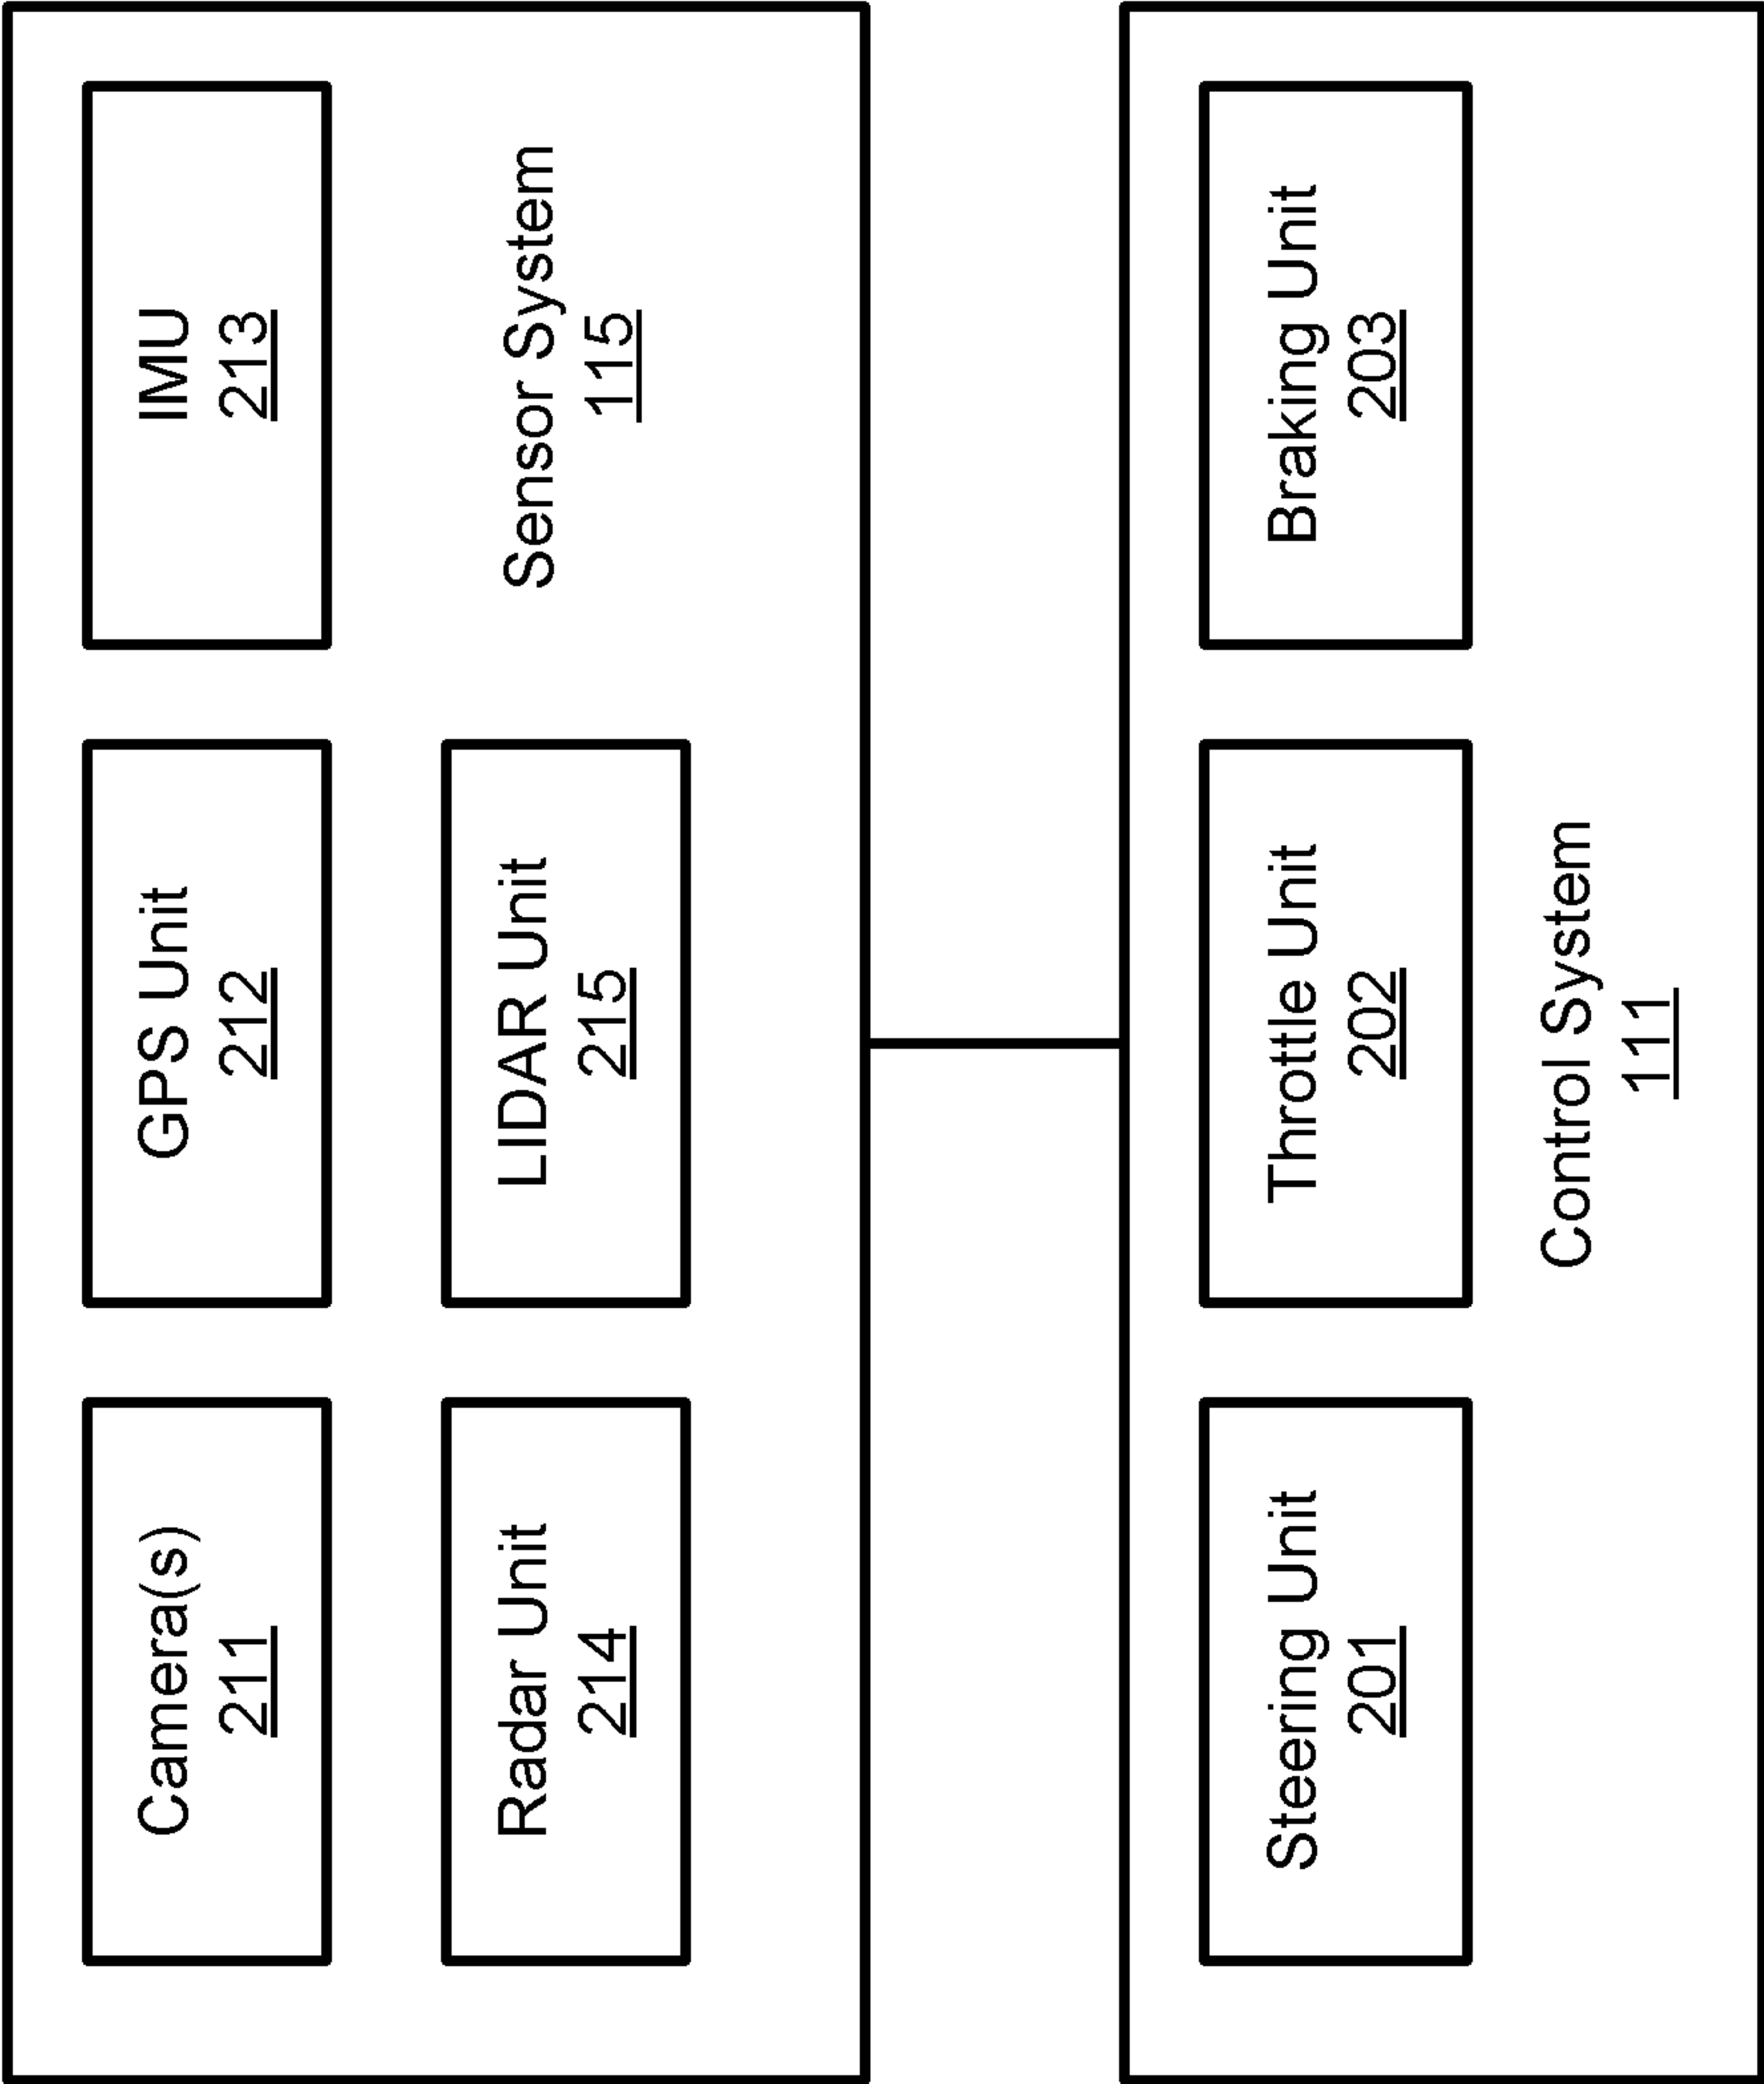 Camera(s)
211
GPS Unit
212
IMU
213
Radar Unit
214
LIDAR Unit
215
Sensor System
115
Steering Unit
201
Throttle Unit
202
Braking Unit
203
Control System
111